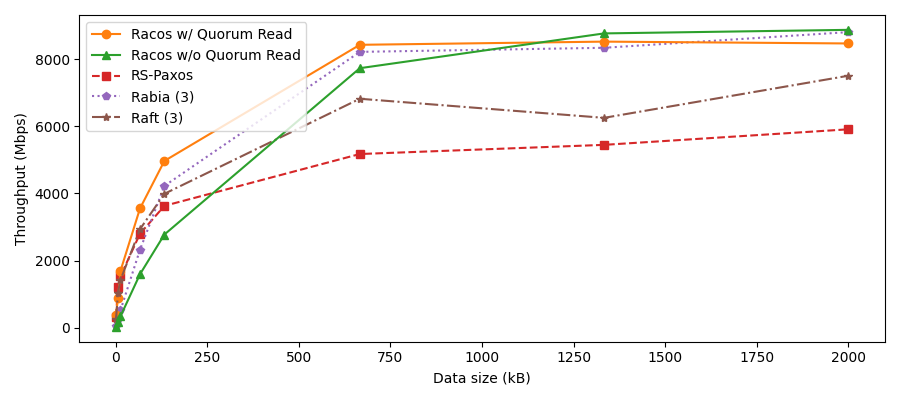 Racos w/ Quorum Read
Racos w/o Quorum Read
RS-Paxos
Rabia (3)
Raft (3)
Throughput (Mbps)
8000
6000
4000
2000
0
0 250 500 750 1000 1250 1500 1750 2000
Data size (kB)